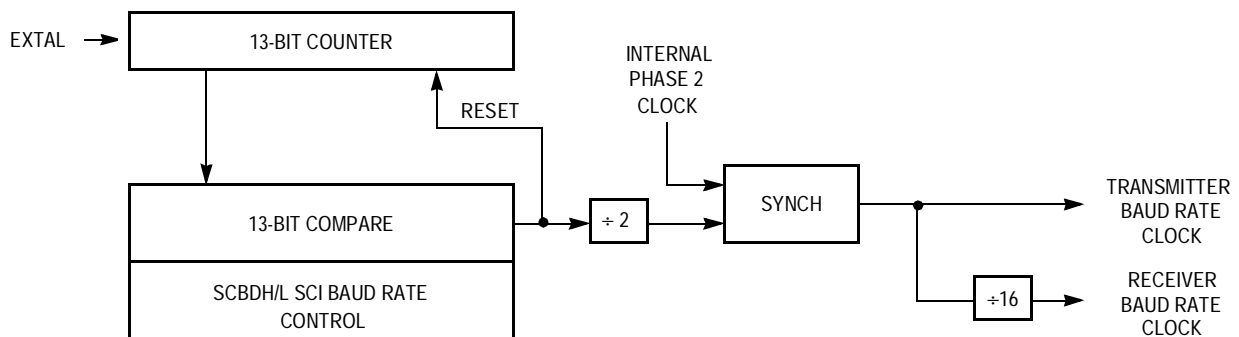 EXTAL
13-BIT COUNTER
INTERNAL
PHASE 2
CLOCK
RESET
13-BIT COMPARE
÷ 2
SYNCH
TRANSMITTER
BAUD RATE
CLOCK
SCBDH/L SCI BAUD RATE
CONTROL
÷16
RECEIVER
BAUD RATE
CLOCK